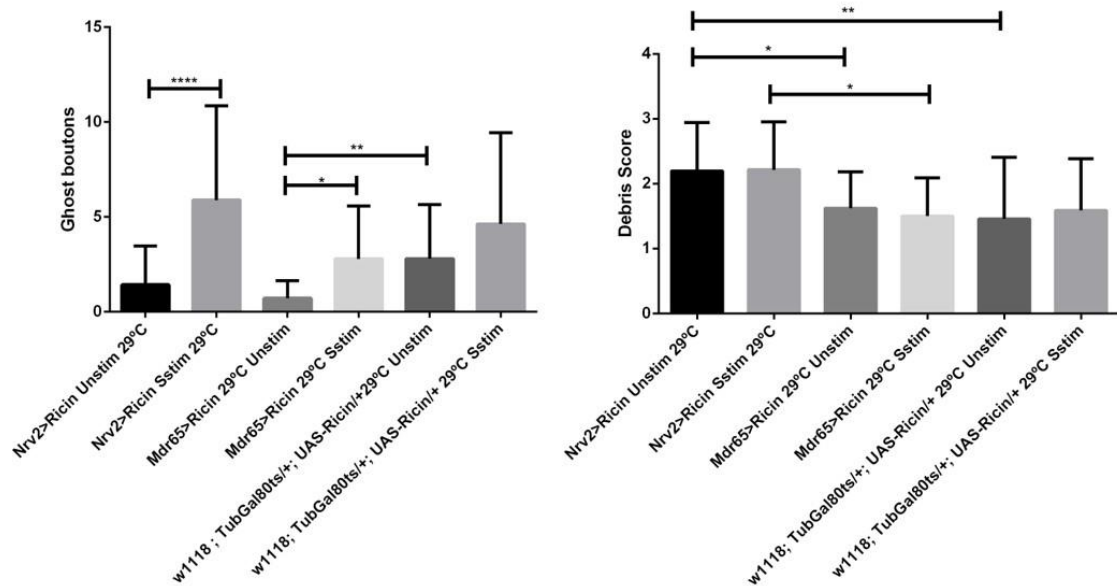 Ghost boutons
15
10
5
0
****
**
*
Nrv2>Ricin Unstim 29ºC
Nrv2>Ricin Sstim 29ºC
Mdr65>Ricin 29ºC Unstim
Mdr65>Ricin 29ºC Sstim
w1118 ; TubGal80ts/+; UAS-Ricin/+29ºC Unstim
w1118; TubGal80ts/+; UAS-Ricin/+ 29ºC Sstim
Debris Score
4
3
2
1
0
**
*
*
Nrv2>Ricin Unstim 29ºC
Nrv2>Ricin Sstim 29ºC
Mdr65>Ricin 29ºC Unstim
Mdr65>Ricin 29ºC Sstim
w1118; TubGal80ts/+; UAS-Ricin/+ 29ºC Unstim
w1118; TubGal80ts/+; UAS-Ricin/+ 29ºC Sstim